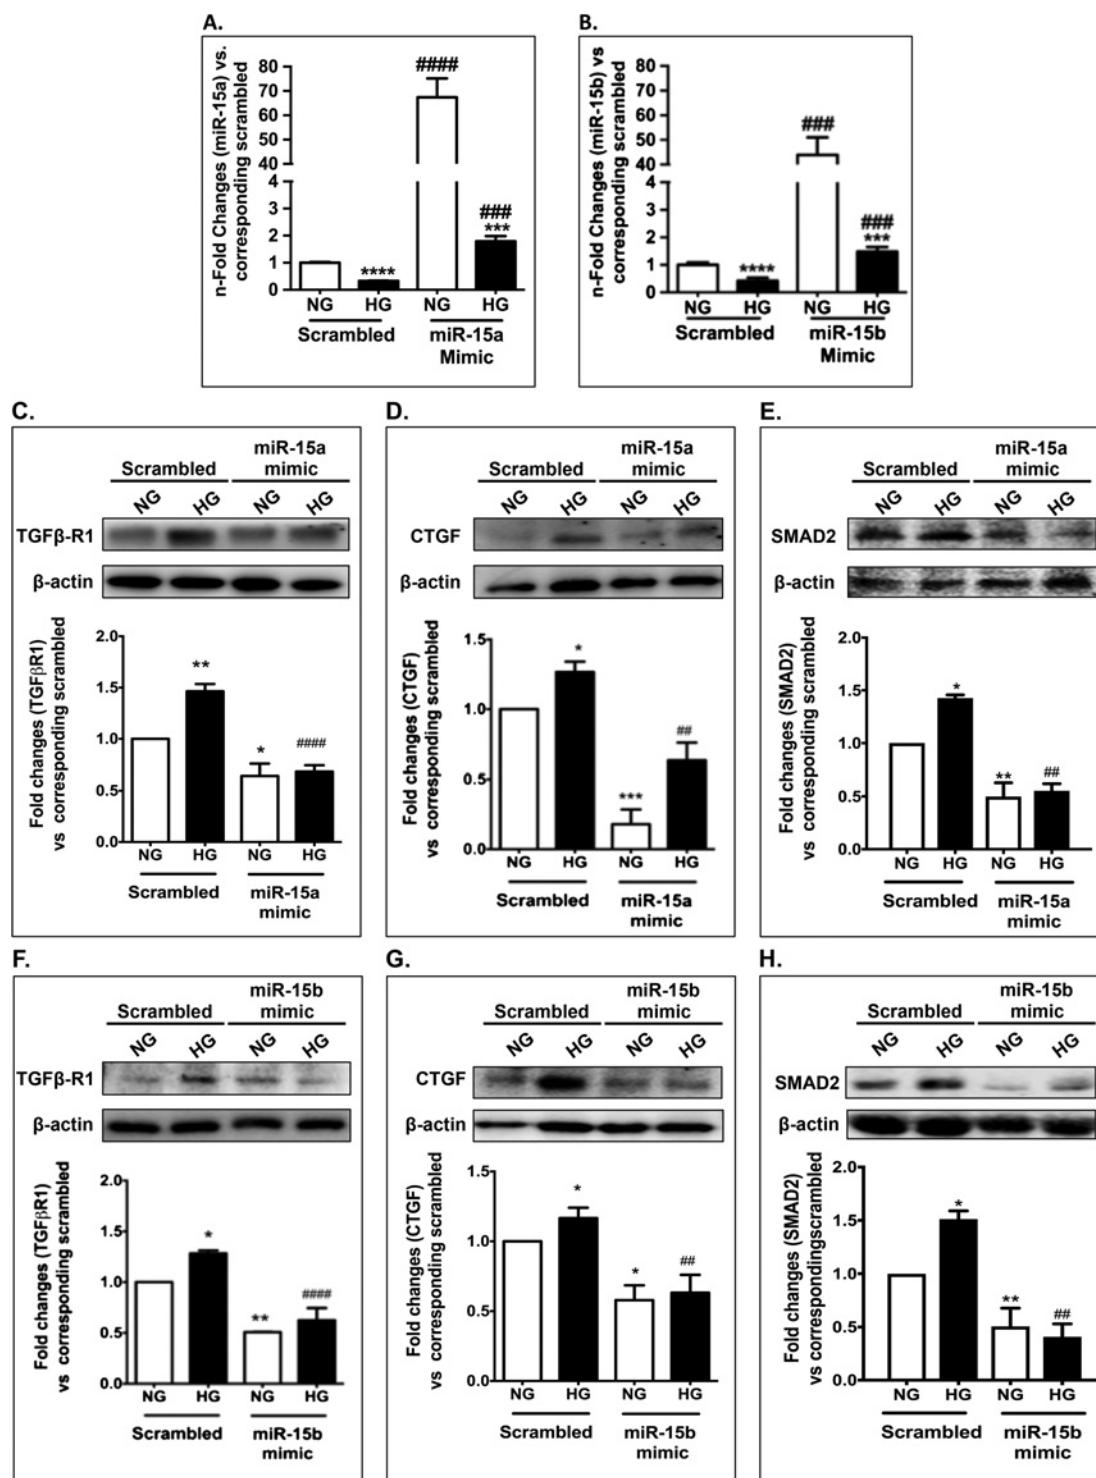 A.
n-Fold Changes (miR-15a) vs.
corresponding scrambled
80
70
60
50
40
4
3
2
1
0
####
###
***
****
NG HG NG HG
Scrambled miR-15a
Mimic
B.
n-Fold Changes (miR-15b) vs
corresponding scrambled
80
70
60
50
40
4
3
2
1
0
###
###
***
****
NG HG NG HG
Scrambled miR-15b
Mimic
C.
miR-15a
Scrambled mimic
NG HG NG HG
TGFβ-R1
β-actin
Fold changes (TGFβR1)
vs corresponding scrambled
2.0
1.5
1.0
0.5
0.0
**
*
####
NG HG NG HG
Scrambled miR-15a
mimic
D.
miR-15a
Scrambled mimic
NG HG NG HG
CTGF
β-actin
Fold changes (CTGF)
vs corresponding scrambled
1.5
1.0
0.5
0.0
*
***
##
NG HG NG HG
Scrambled miR-15a
mimic
E.
miR-15a
Scrambled mimic
NG HG NG HG
SMAD2
β-actin
Fold changes (SMAD2)
vs corresponding scrambled
2.0
1.5
1.0
0.5
0.0
*
**
##
NG HG NG HG
Scrambled miR-15a
mimic
F.
miR-15b
Scrambled mimic
NG HG NG HG
TGFβ-R1
β-actin
Fold changes (TGFβR1)
vs corresponding scrambled
2.0
1.5
1.0
0.5
0.0
*
**
####
NG HG NG HG
Scrambled miR-15b
mimic
G.
miR-15b
Scrambled mimic
NG HG NG HG
CTGF
β-actin
Fold changes (CTGF)
vs corresponding scrambled
1.5
1.0
0.5
0.0
*
*
##
NG HG NG HG
Scrambled miR-15b
mimic
H.
miR-15b
Scrambled mimic
NG HG NG HG
SMAD2
β-actin
Fold changes (SMAD2)
vs correspondingscrambled
2.0
1.5
1.0
0.5
0.0
*
**
##
NG HG NG HG
Scrambled miR-15b
mimic